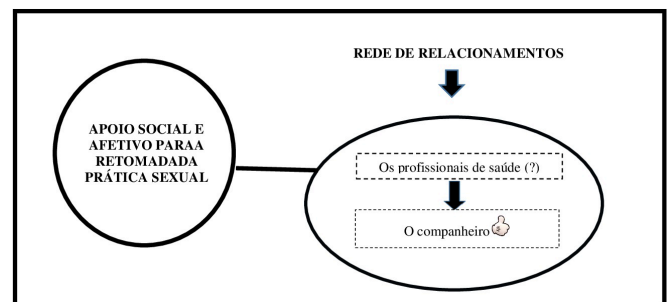 REDE DE RELACIONAMENTOS
APOIO SOCIAL E
AFETIVO PARAA
RETOMADADA
PRÁTICA SEXUAL
Os profissionais de saúde (?)
O companheiro